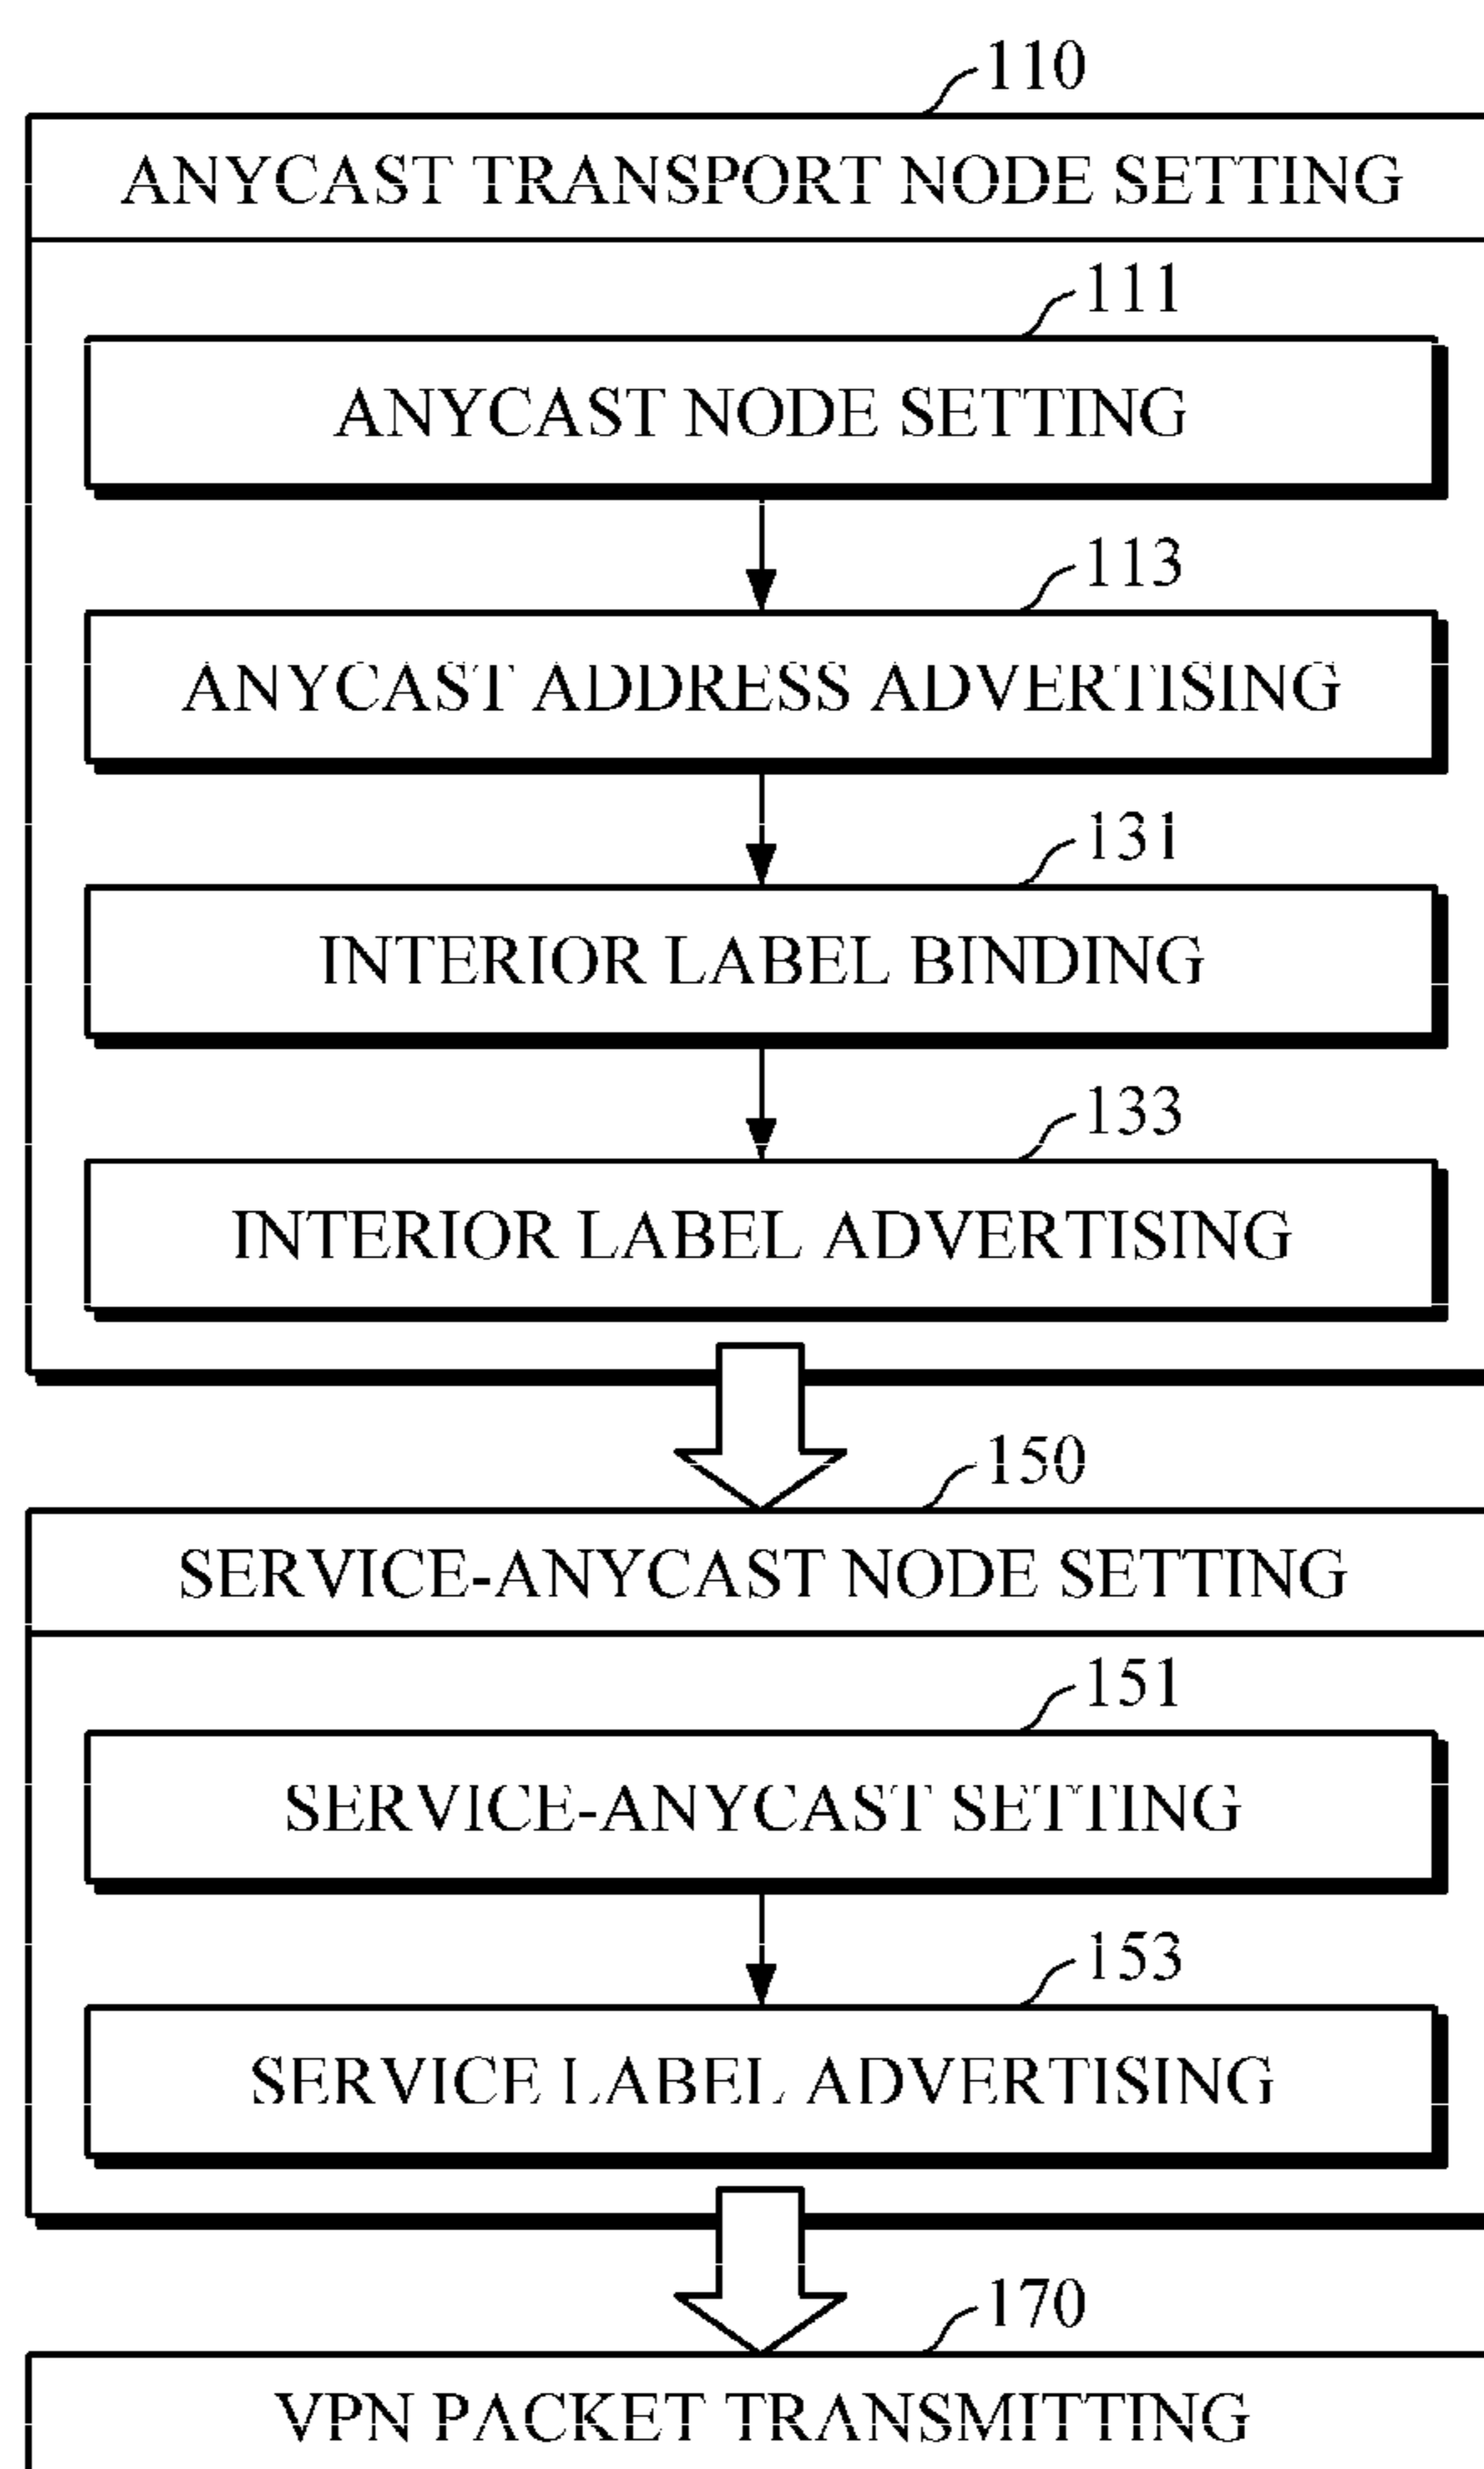 110
ANYCAST TRANSPORT NODE SETTING
111
ANYCAST NODE SETTING
113
ANYCAST ADDRESS ADVERTISING
131
INTERIOR LABEL BINDING
133
INTERIOR LABEL ADVERTISING
150
SERVICE-ANYCAST NODE SETTING
151
SERVICE-ANYCAST SETTING
153
SERVICE LABEL ADVERTISING
170
VPN PACKET TRANSMITTING